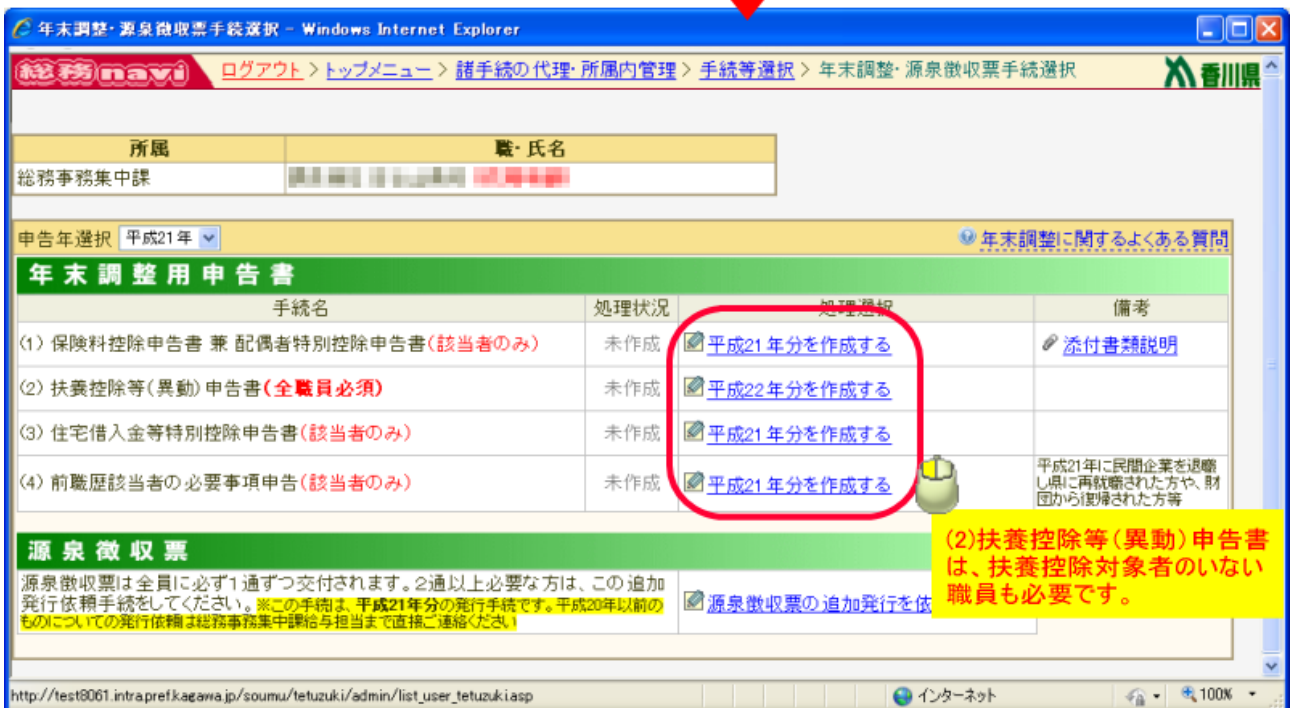 年末調整・源泉徴収票手続選択 - Windows Internet Explorer
総務navi ログアウト > トップメニュー > 諸手続の代理・所属内管理 > 手続等選択 > 年末調整・源泉徴収票手続選択 香川県
所属 職・氏名
総務事務集中課
申告年選択 平成21年 年末調整に関するよくある質問
年末調整用申告書
手続名 処理状況 処理選択 備考
(1) 保険料控除申告書 兼 配偶者特別控除申告書(該当者のみ) 未作成 平成21年分を作成する 添付書類説明
(2) 扶養控除等(異動)申告書(全職員必須) 未作成 平成22年分を作成する
(3) 住宅借入金等特別控除申告書(該当者のみ) 未作成 平成21年分を作成する
(4) 前職歴該当者の必要事項申告(該当者のみ) 未作成 平成21年分を作成する
平成21年に民間企業を退職
し県に再就職された方や、財
団から復帰された方等
源泉徴収票
源泉徴収票は全員に必ず1通ずつ交付されます。2通以上必要な方は、この追加
発行依頼手続をしてください。※この手続は、平成21年分の発行手続です。平成20年以前の
ものについての発行依頼は総務事務集中課給与担当まで直接ご連絡ください
源泉徴収票の追加発行を依
(2)扶養控除等(異動)申告書
は、扶養控除対象者のいない
職員も必要です。
http://test8061.intra.pref.kagawa.jp/soumu/tetuzuki/admin/list_user_tetuzuki.asp インターネット 100%